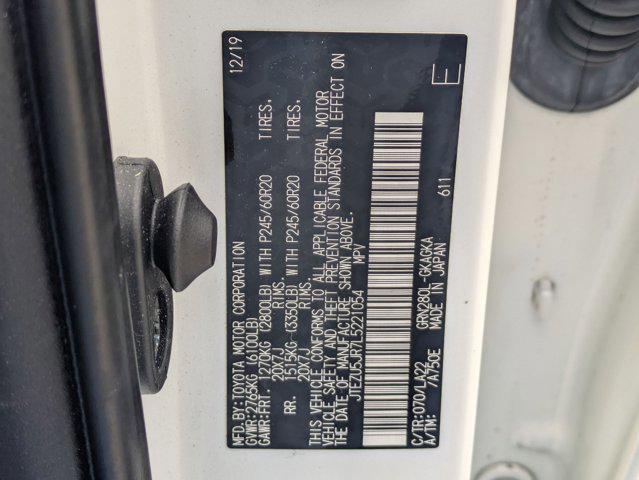 MFD.BY:TOYOTA MOTOR CORPORATION 12/19
GVWR:2765KG (6100LB)
GAWR:FRT. 1270KG (2800LB) WITH P245/60R20 TIRES.
20X7J RIMS.
RR. 1515KG (3350LB) WITH P245/60R20 TIRES.
20X7J RIMS.
THIS VEHICLE CONFORMS TO ALL APPLICABLE FEDERAL MOTOR
VEHICLE SAFETY AND THEFT PREVENTION STANDARDS IN EFFECT ON
THE DATE OF MANUFACTURE SHOWN ABOVE.
JTEZU5JR7L5221054 MPV
C/TR:070/LA22 GRN280L-GKAGKA
A/TM: 7A750E MADE IN JAPAN 611
E